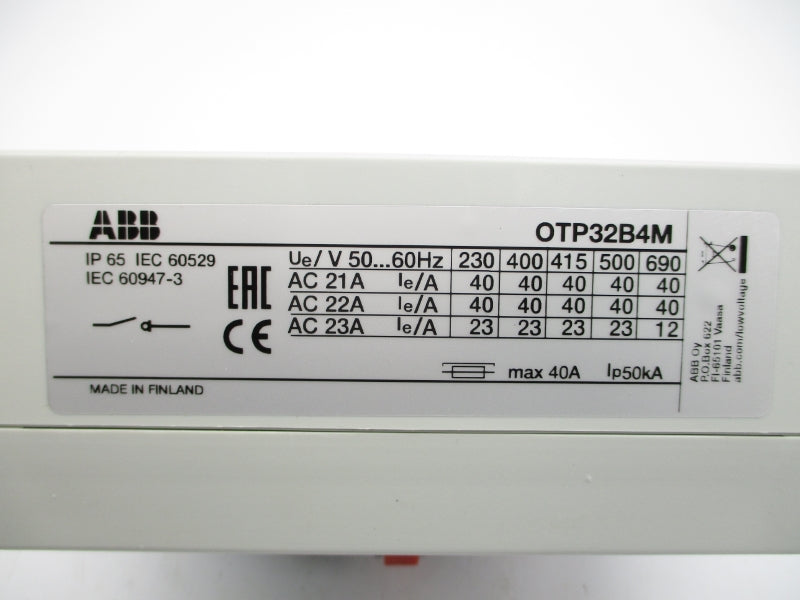 ABB
OTP32B4M
IP 65 IEC 60529
IEC 60947-3
EAC
CE
Ue/ V 50...60Hz 230 400 415 500 690
AC 21A Ie/A 40 40 40 40 40
AC 22A Ie/A 40 40 40 40 40
AC 23A Ie/A 23 23 23 23 12
max 40A Ip50kA
MADE IN FINLAND
ABB Oy
P.O.Box 622
FI-65101 Vaasa
Finland
abb.com/lowvoltage